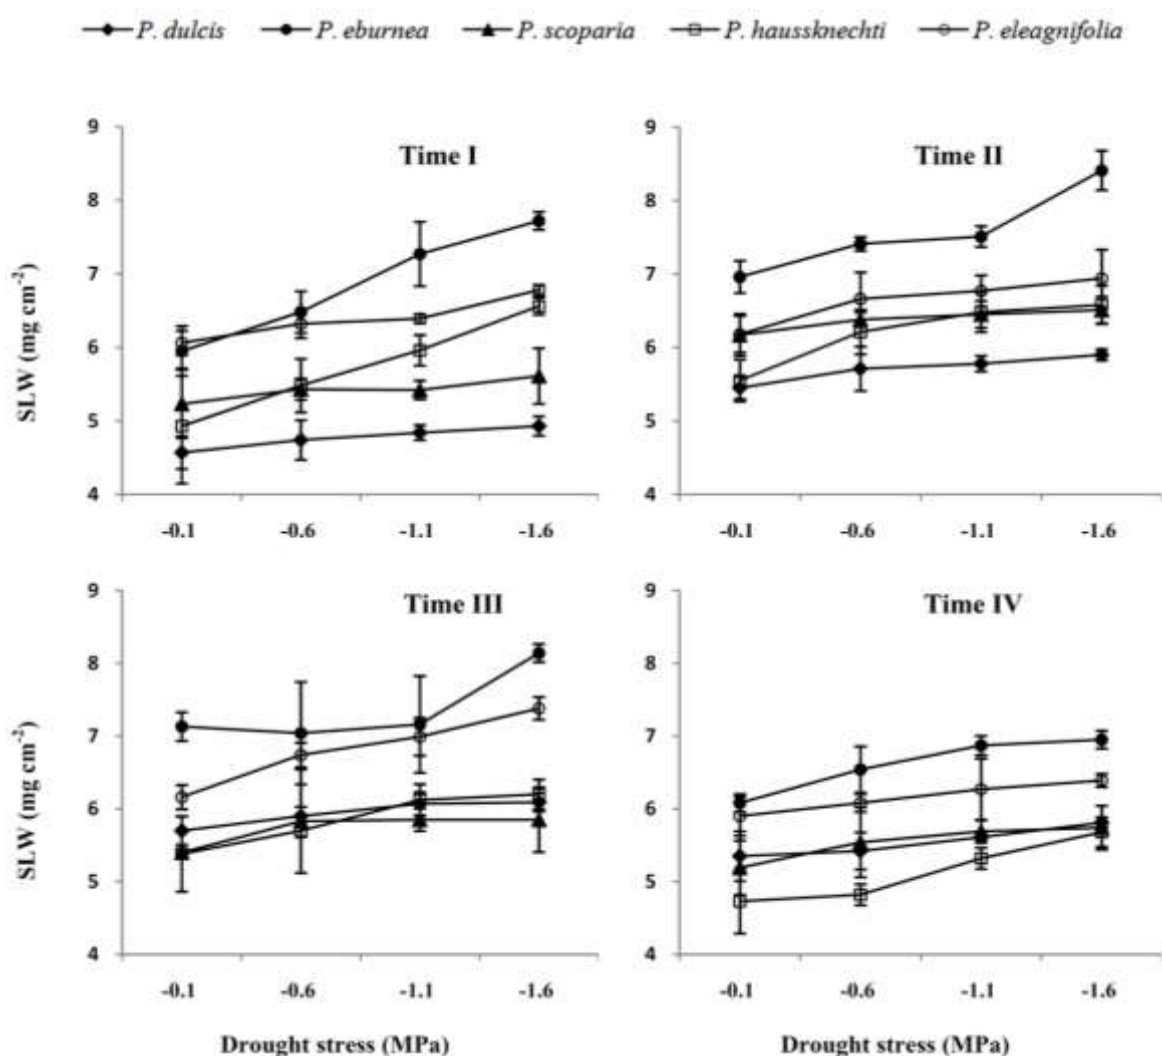 P. dulcis P. eburnea P. scoparia P. haussknechti P. eleagnifolia
Time I
9
8
7
6
5
4
SLW (mg cm-2)
-0.1 -0.6 -1.1 -1.6
Time II
9
8
7
6
5
4
-0.1 -0.6 -1.1 -1.6
Time III
9
8
7
6
5
4
SLW (mg cm-2)
-0.1 -0.6 -1.1 -1.6
Drought stress (MPa)
Time IV
9
8
7
6
5
4
-0.1 -0.6 -1.1 -1.6
Drought stress (MPa)